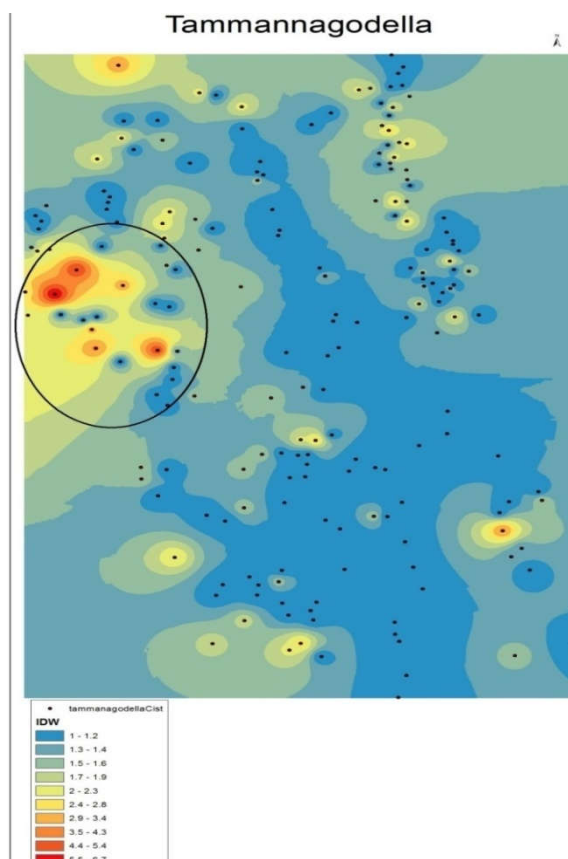 Tammannagodella
N
tammanagodellaCist
IDW
1 - 1.2
1.3 - 1.4
1.5 - 1.6
1.7 - 1.9
2 - 2.3
2.4 - 2.8
2.9 - 3.4
3.5 - 4.3
4.4 - 5.4